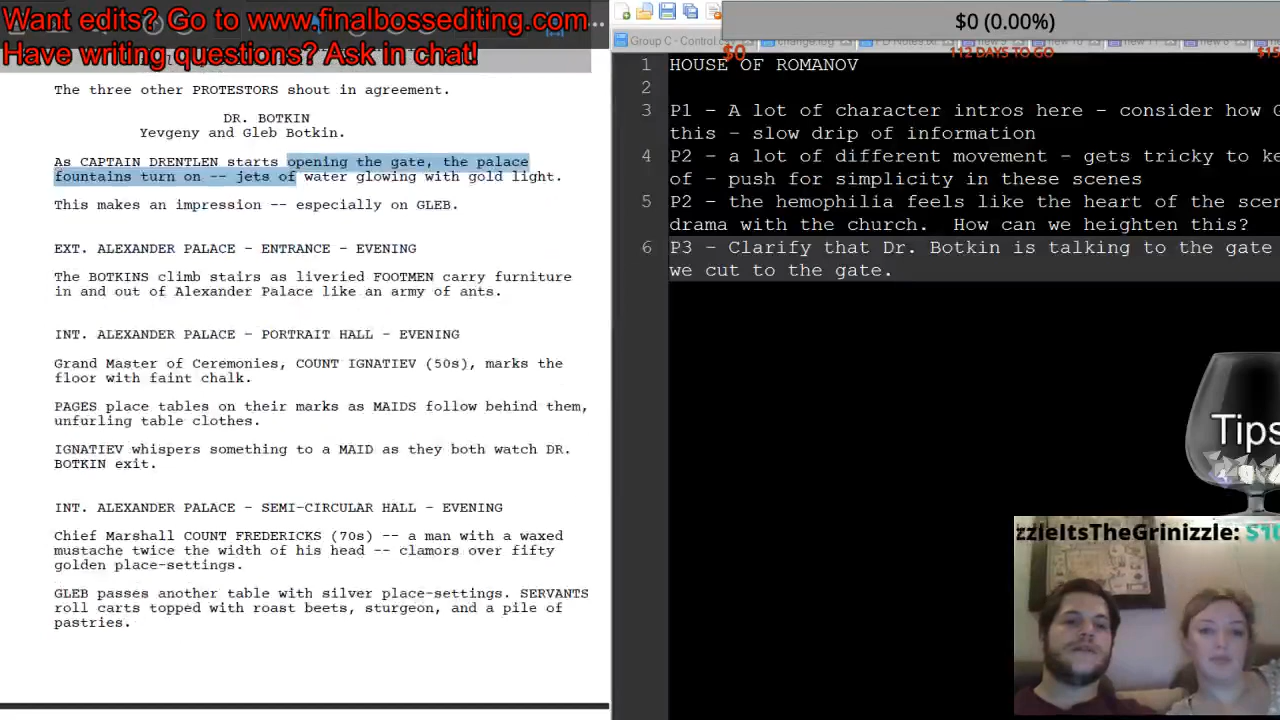 Want edits? Go to www.finalbossediting.com
Have writing questions? Ask in chat!
The three other PROTESTORS shout in agreement.
DR. BOTKIN
Yevgeny and Gleb Botkin.
As CAPTAIN DRENTLEN starts opening the gate, the palace
fountains turn on -- jets of water glowing with gold light.
This makes an impression -- especially on GLEB.
EXT. ALEXANDER PALACE - ENTRANCE - EVENING
The BOTKINS climb stairs as liveried FOOTMEN carry furniture
in and out of Alexander Palace like an army of ants.
INT. ALEXANDER PALACE - PORTRAIT HALL - EVENING
Grand Master of Ceremonies, COUNT IGNATIEV (50s), marks the
floor with faint chalk.
PAGES place tables on their marks as MAIDS follow behind them,
unfurling table clothes.
IGNATIEV whispers something to a MAID as they both watch DR.
BOTKIN exit.
INT. ALEXANDER PALACE - SEMI-CIRCULAR HALL - EVENING
Chief Marshall COUNT FREDERICKS (70s) -- a man with a waxed
mustache twice the width of his head -- clamors over fifty
golden place-settings.
GLEB passes another table with silver place-settings. SERVANTS
roll carts topped with roast beets, sturgeon, and a pile of
pastries.
$0 (0.00%)
$0 112 DAYS TO GO $15
Group C - Control change.log
1 HOUSE OF ROMANOV
2
3 P1 - A lot of character intros here - consider how G
this - slow drip of information
4 P2 - a lot of different movement - gets tricky to ke
of - push for simplicity in these scenes
5 P2 - the hemophilia feels like the heart of the scen
drama with the church. How can we heighten this?
6 P3 - Clarify that Dr. Botkin is talking to the gate
we cut to the gate.
Tips
zzleItsTheGrinizzle: $10